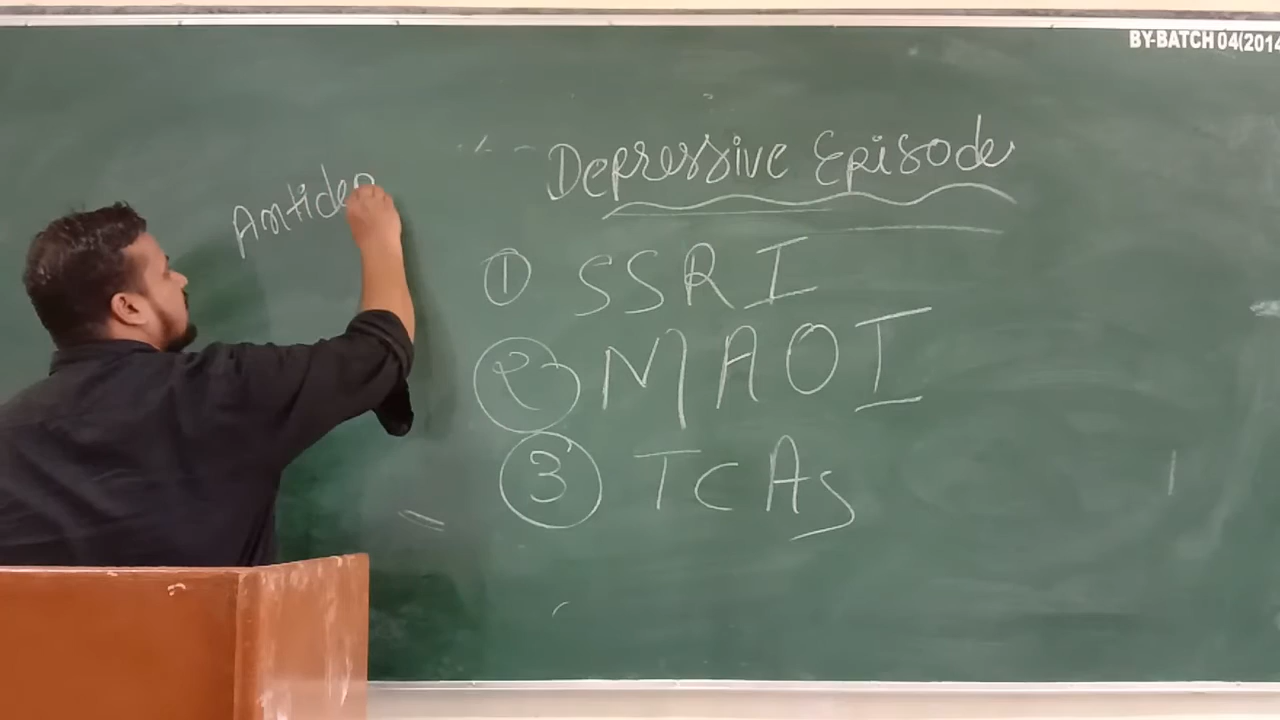 BY-BATCH 04(2014
Depressive Episode
Antidep
① SSRI
② MAOI
③ TCAs